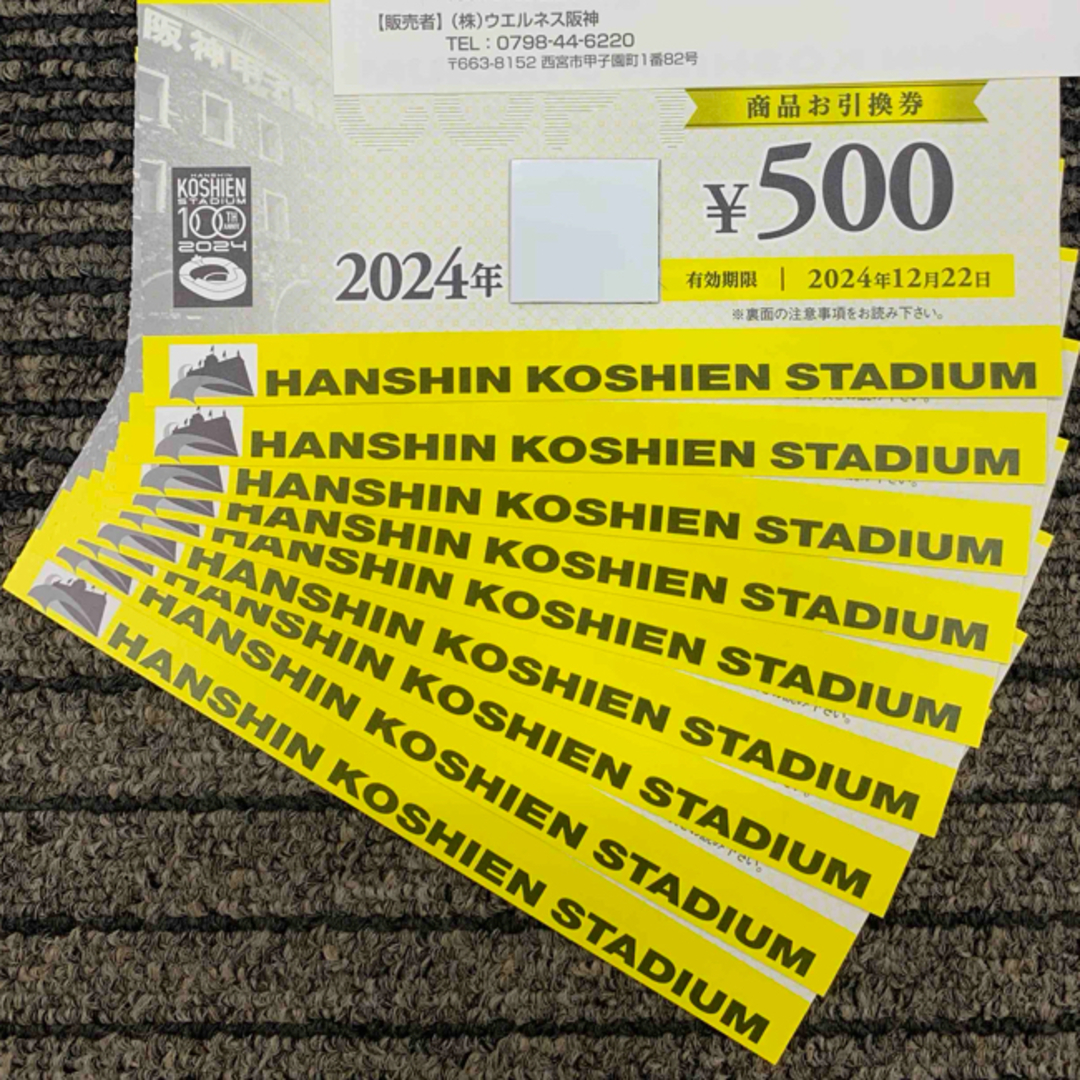 【販売者】(株)ウエルネス阪神
TEL：0798-44-6220
〒663-8152 西宮市甲子園町1番82号
阪神甲子園
商品お引換券
HANSHIN
KOSHIEN
STADIUM
100TH
2024
2024年
¥500
有効期限 | 2024年12月22日
※裏面の注意事項をお読み下さい。
HANSHIN KOSHIEN STADIUM
HANSHIN KOSHIEN STADIUM
HANSHIN KOSHIEN STADIUM
HANSHIN KOSHIEN STADIUM
HANSHIN KOSHIEN STADIUM
HANSHIN KOSHIEN STADIUM
HANSHIN KOSHIEN STADIUM
HANSHIN KOSHIEN STADIUM
HANSHIN KOSHIEN STADIUM